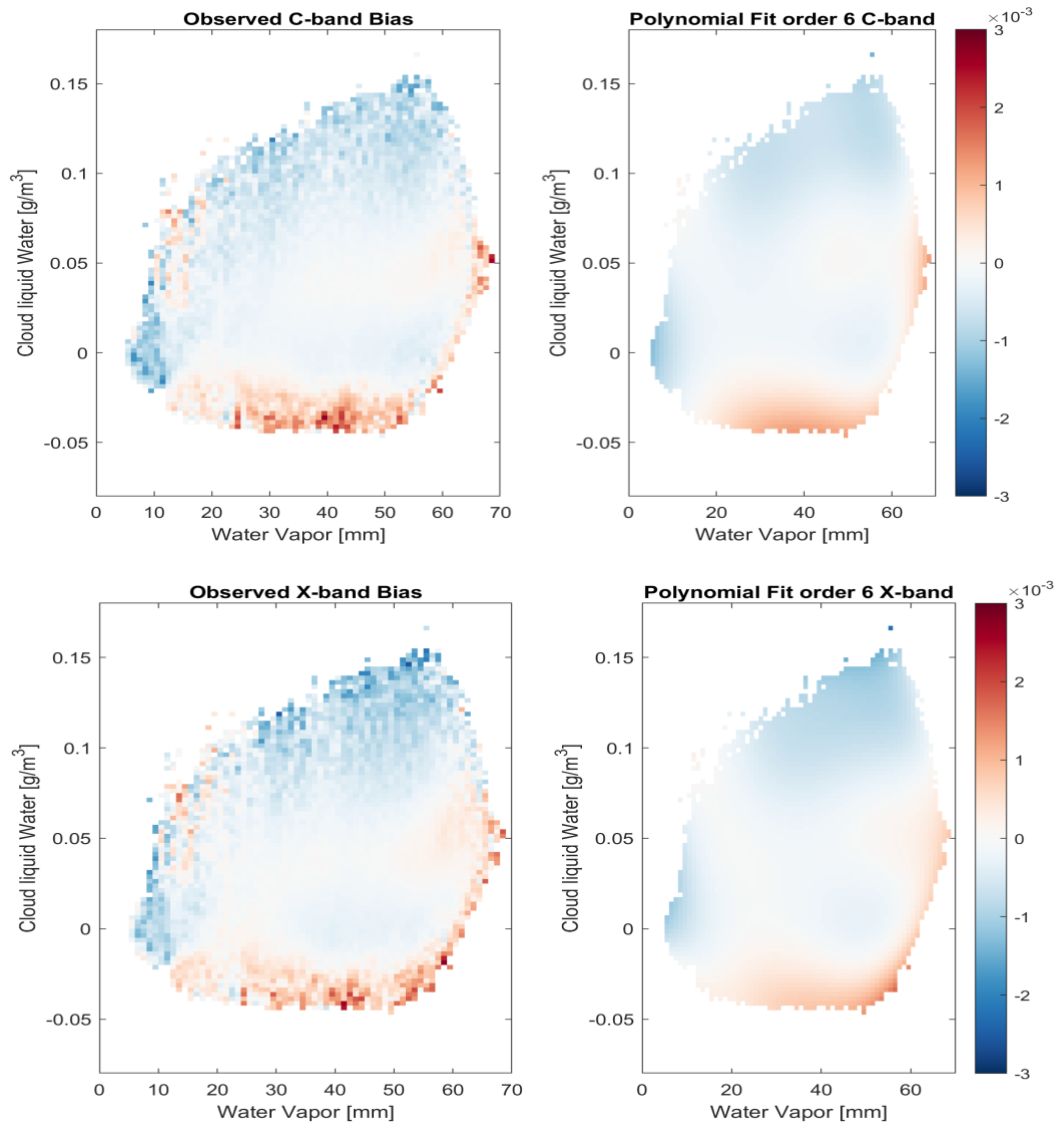 Observed C-band Bias
Polynomial Fit order 6 C-band
×10⁻³
3
2
1
0
-1
-2
-3
0.15
0.1
0.05
0
-0.05
Cloud liquid Water [g/m³]
0 10 20 30 40 50 60 70
Water Vapor [mm]
0.15
0.1
0.05
0
-0.05
Cloud liquid Water [g/m³]
0 20 40 60
Water Vapor [mm]
Observed X-band Bias
Polynomial Fit order 6 X-band
×10⁻³
3
2
1
0
-1
-2
-3
0.15
0.1
0.05
0
-0.05
Cloud liquid Water [g/m³]
0 10 20 30 40 50 60 70
Water Vapor [mm]
0.15
0.1
0.05
0
-0.05
Cloud liquid Water [g/m³]
0 20 40 60
Water Vapor [mm]